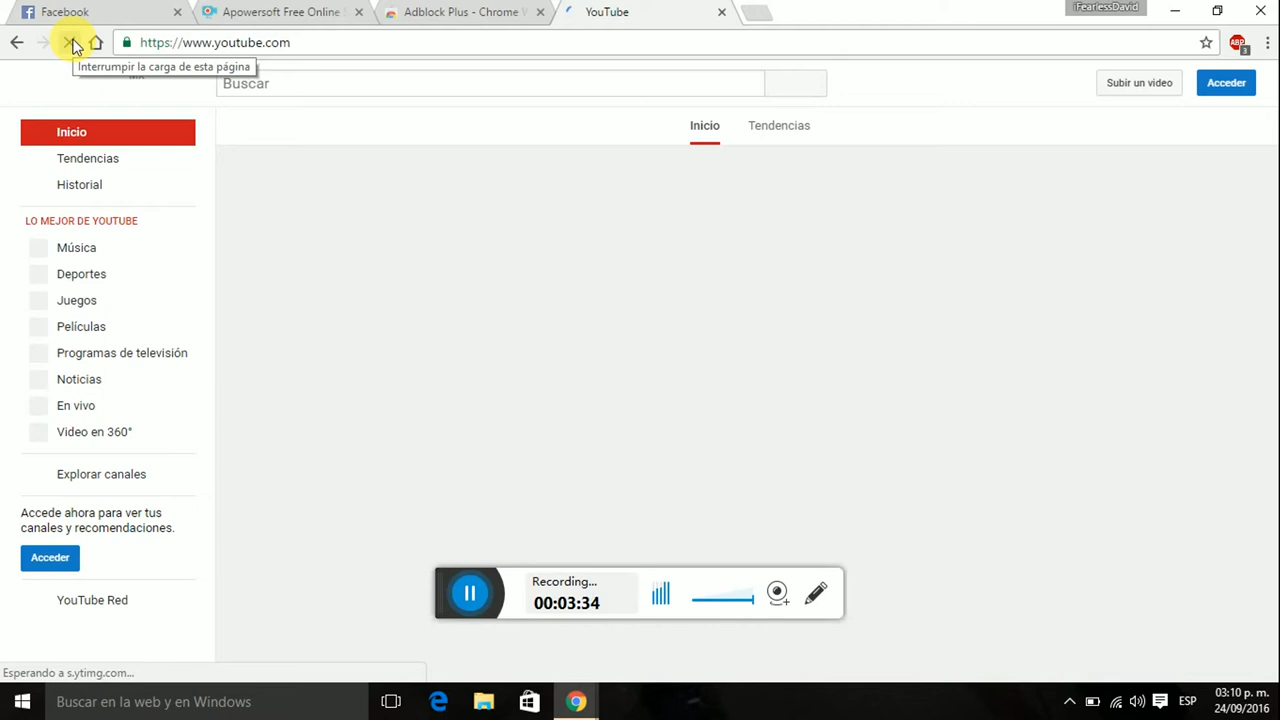 Facebook
Apowersoft Free Online
Adblock Plus - Chrome
YouTube
iFearlessDavid
https://www.youtube.com
ABP
3
Interrumpir la carga de esta página
Buscar
Subir un video
Acceder
Inicio
Tendencias
Inicio
Tendencias
Historial
LO MEJOR DE YOUTUBE
Música
Deportes
Juegos
Películas
Programas de televisión
Noticias
En vivo
Video en 360°
Explorar canales
Accede ahora para ver tus
canales y recomendaciones.
Acceder
YouTube Red
Recording...
00:03:34
Esperando a s.ytimg.com...
Buscar en la web y en Windows
ESP
03:10 p. m.
24/09/2016